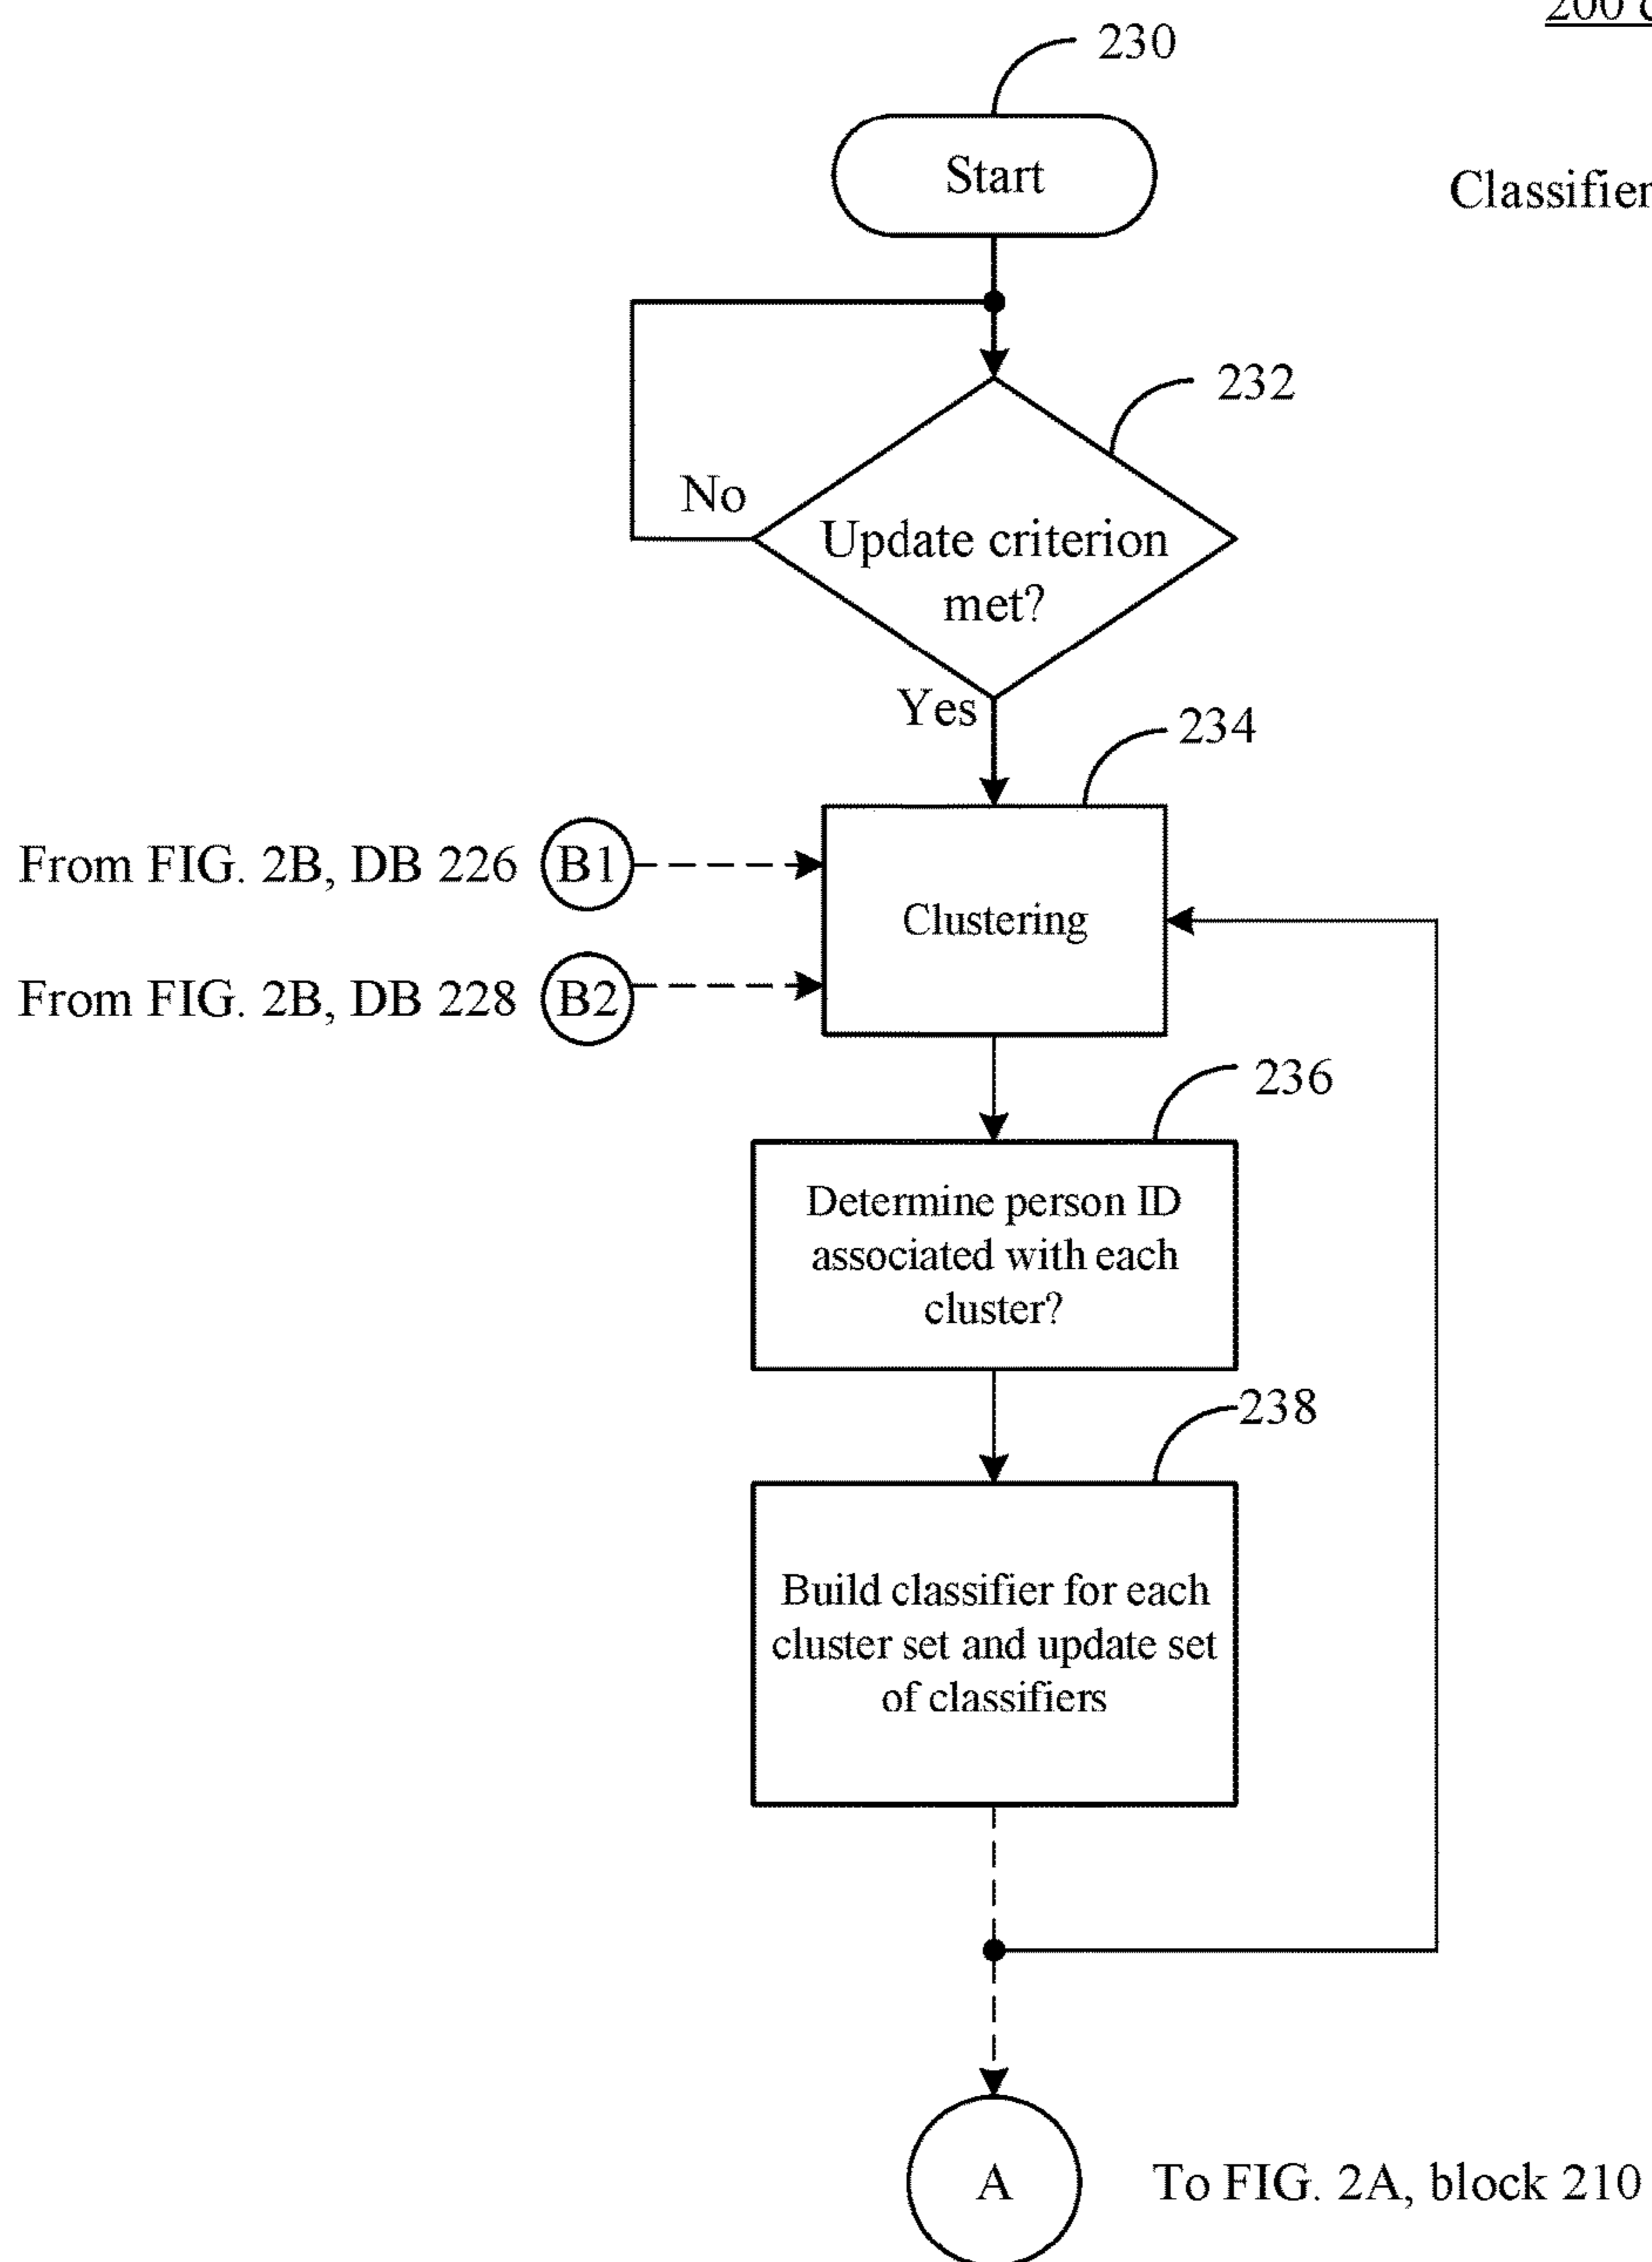 200 c
230
Start
Classifier
232
No
Update criterion
met?
Yes
234
From FIG. 2B, DB 226
B1
Clustering
From FIG. 2B, DB 228
B2
236
Determine person ID
associated with each
cluster?
238
Build classifier for each
cluster set and update set
of classifiers
A
To FIG. 2A, block 210